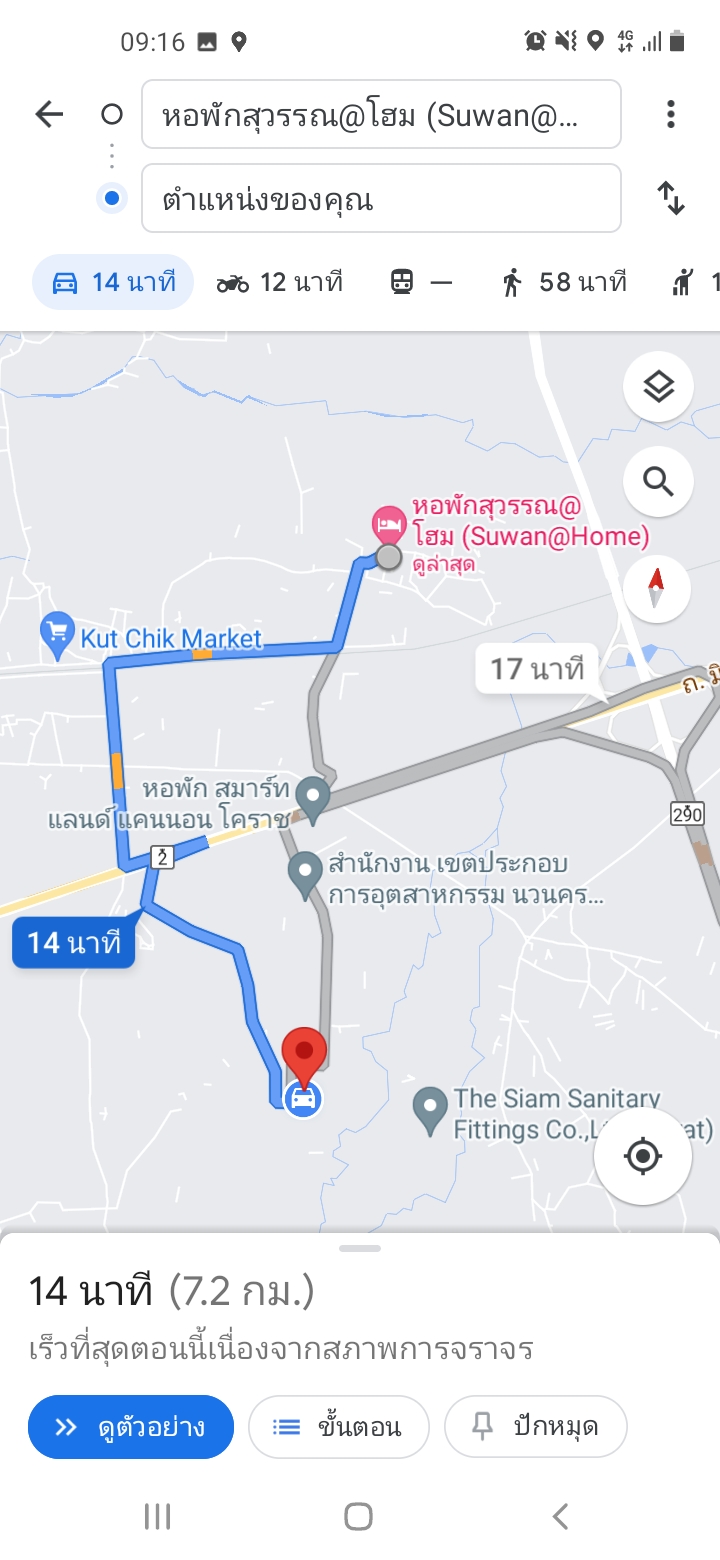 09:16
4G
หอพักสุวรรณ@โฮม (Suwan@...
ตำแหน่งของคุณ
14 นาที
12 นาที
—
58 นาที
1
หอพักสุวรรณ@
โฮม (Suwan@Home)
ดูล่าสุด
Kut Chik Market
17 นาที
ถ. มิ
หอพัก สมาร์ท
แลนด์ แคนนอน โคราช
290
2
สำนักงาน เขตประกอบ
การอุตสาหกรรม นวนคร...
14 นาที
The Siam Sanitary
Fittings Co.,L
at)
14 นาที (7.2 กม.)
เร็วที่สุดตอนนี้เนื่องจากสภาพการจราจร
ดูตัวอย่าง
ขั้นตอน
ปักหมุด